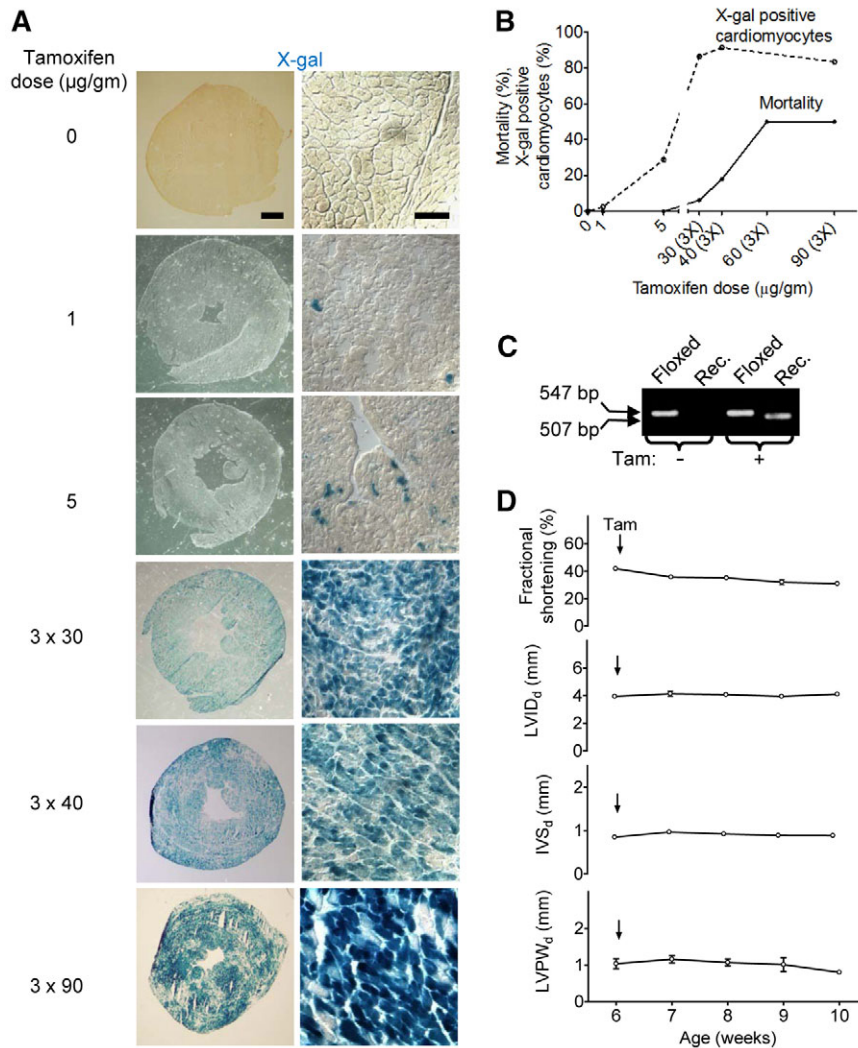 A
Tamoxifen
dose (µg/gm)
X-gal
0
1
5
3 x 30
3 x 40
3 x 90
B
X-gal positive
cardiomyocytes
Mortality
Mortality (%),
X-gal positive
cardiomyocytes (%)
100
80
60
40
20
0
0
1
5
30 (3X)
40 (3X)
60 (3X)
90 (3X)
Tamoxifen dose (µg/gm)
C
Floxed
Rec.
Floxed
Rec.
547 bp
507 bp
Tam: - +
D
Tam
Fractional
shortening (%)
60
40
20
0
LVIDd (mm)
6
4
2
0
IVSd (mm)
2
1
0
LVPWd (mm)
2
1
0
6 7 8 9 10
Age (weeks)